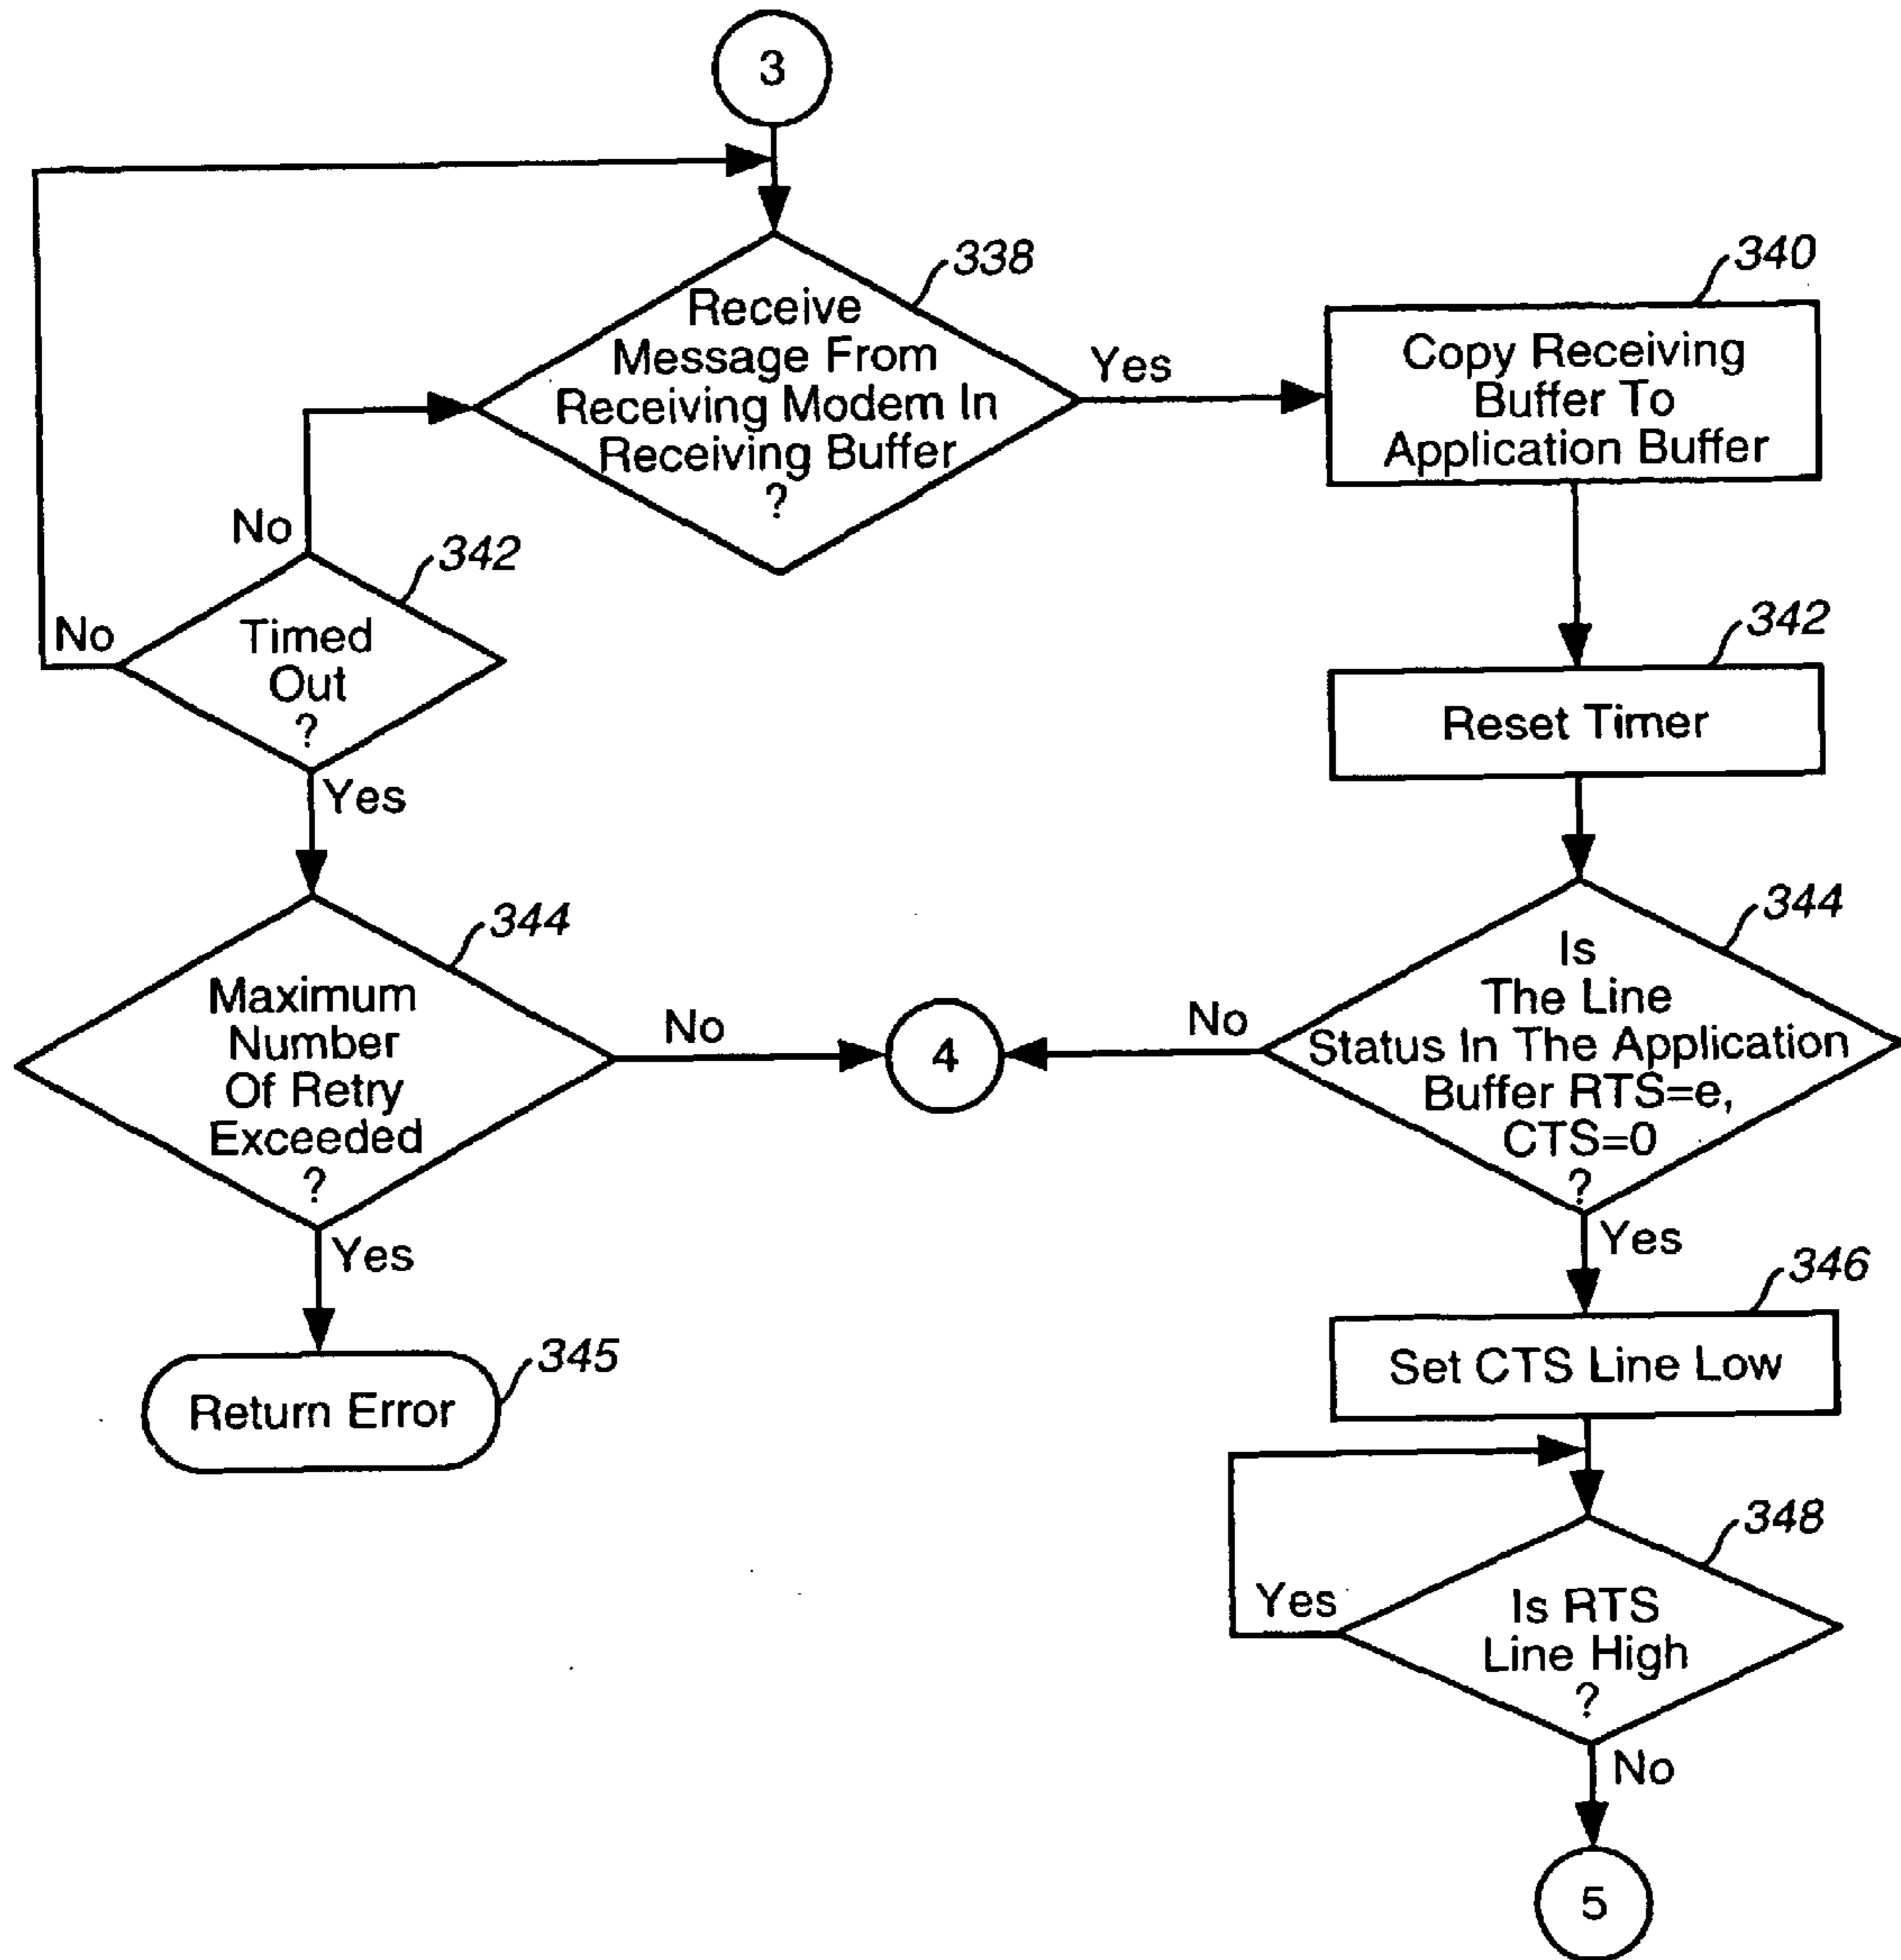 3
338
Receive
Message From
Receiving Modem In
Receiving Buffer
?
Yes
340
Copy Receiving
Buffer To
Application Buffer
No
342
No
Timed
Out
?
Yes
342
Reset Timer
344
Maximum
Number
Of Retry
Exceeded
?
No
4
No
344
Is
The Line
Status In The Application
Buffer RTS=e,
CTS=0
?
Yes
345
Return Error
Yes
346
Set CTS Line Low
348
Yes
Is RTS
Line High
?
No
5